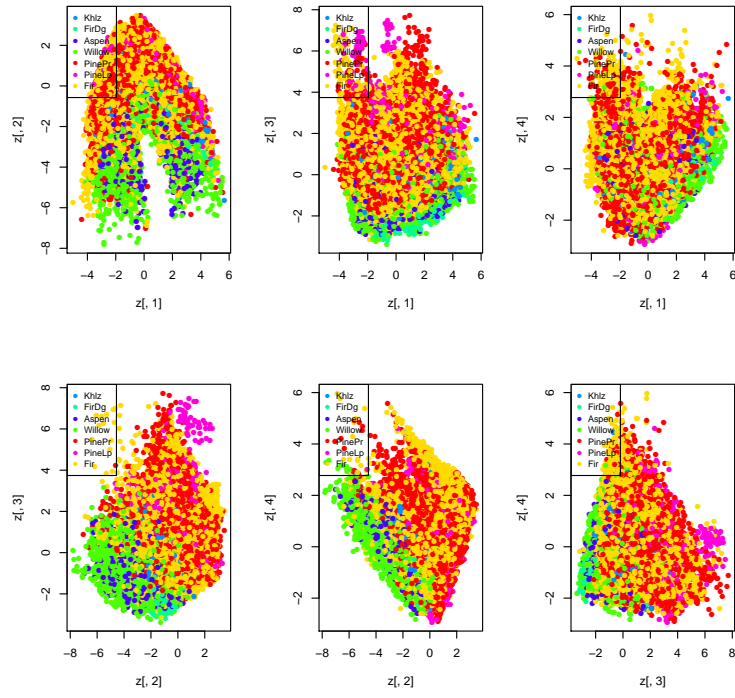 Khlz
FirDg
Aspen
Willow
PinePr
PineLp
Fir
2
0
−2
−4
−6
−8
z[, 2]
−4 −2 0 2 4 6
z[, 1]
Khlz
FirDg
Aspen
Willow
PinePr
PineLp
Fir
8
6
4
2
0
−2
z[, 3]
−4 −2 0 2 4 6
z[, 1]
Khlz
FirDg
Aspen
Willow
PinePr
PineLp
Fir
6
4
2
0
−2
z[, 4]
−4 −2 0 2 4 6
z[, 1]
Khlz
FirDg
Aspen
Willow
PinePr
PineLp
Fir
8
6
4
2
0
−2
z[, 3]
−8 −6 −4 −2 0 2
z[, 2]
Khlz
FirDg
Aspen
Willow
PinePr
PineLp
Fir
6
4
2
0
−2
z[, 4]
−8 −6 −4 −2 0 2
z[, 2]
Khlz
FirDg
Aspen
Willow
PinePr
PineLp
Fir
6
4
2
0
−2
z[, 4]
−2 0 2 4 6 8
z[, 3]